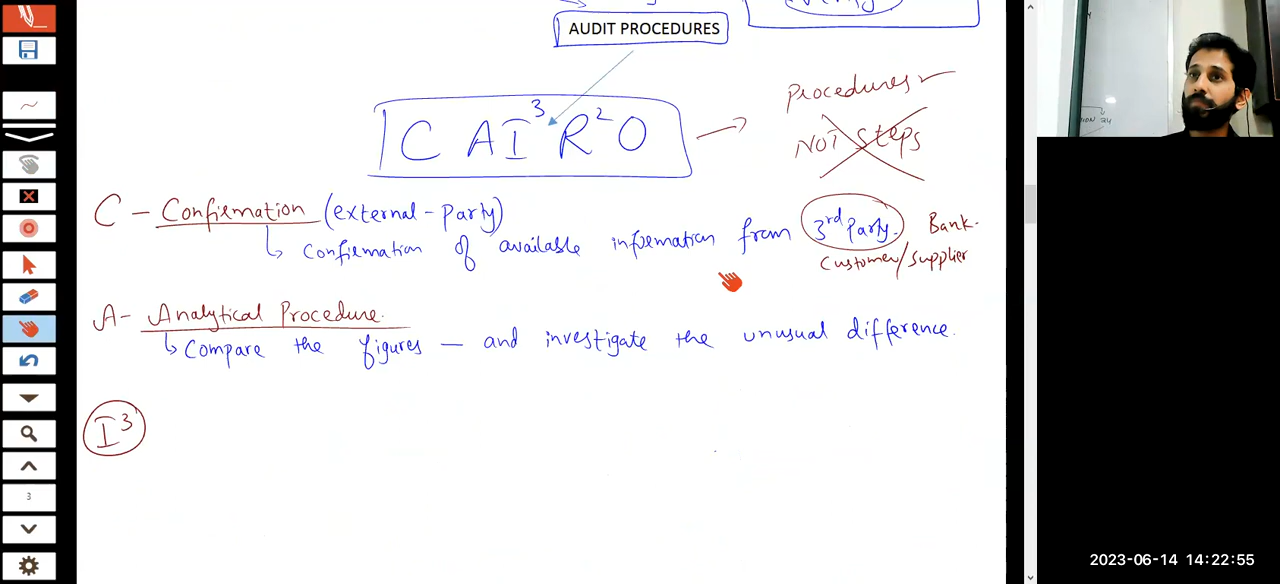 AUDIT PROCEDURES
C A I³ R² O
Procedures
NOT Steps
C - Confirmation (external-Party)
Confirmation of available information from 3rd Party. Bank.
Customer/Supplier
A- Analytical Procedure.
Compare the figures — and investigate the unusual difference.
I³
3
2023-06-14 14:22:55